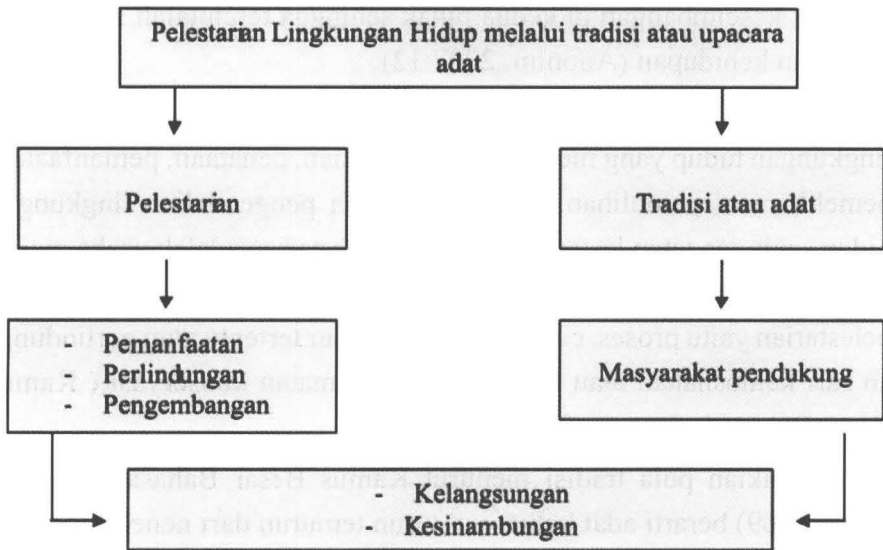 Pelestarian Lingkungan Hidup melalui tradisi atau upacara
adat
Pelestarian
Tradisi atau adat
- Pemanfaatan
- Perlindungan
- Pengembangan
Masyarakat pendukung
- Kelangsungan
- Kesinambungan